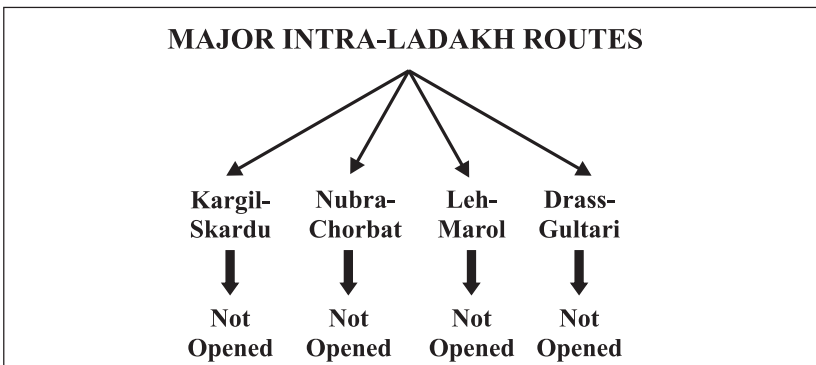 MAJOR INTRA-LADAKH ROUTES
Kargil-
Skardu
Nubra-
Chorbat
Leh-
Marol
Drass-
Gultari
Not
Opened
Not
Opened
Not
Opened
Not
Opened